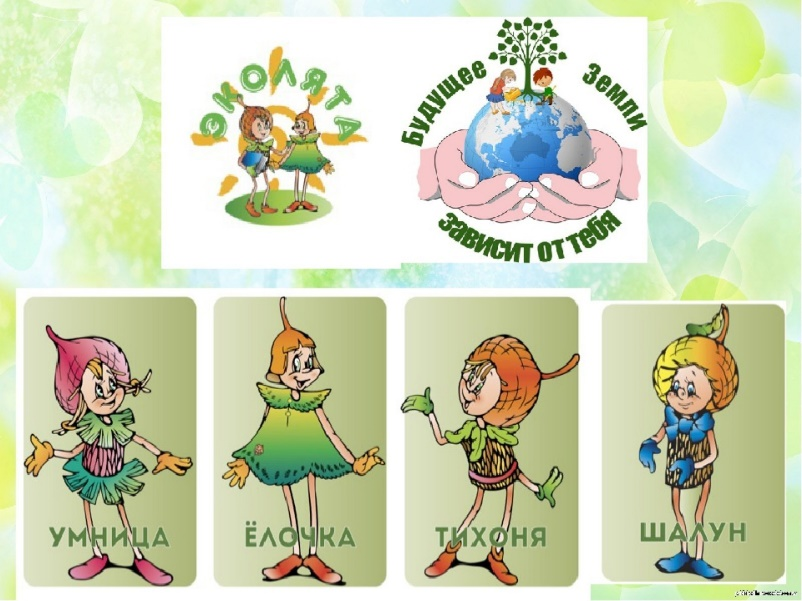 ЭКОЛЯТА
Будущее Земли
зависит от тебя
УМНИЦА
ЁЛОЧКА
ТИХОНЯ
ШАЛУН